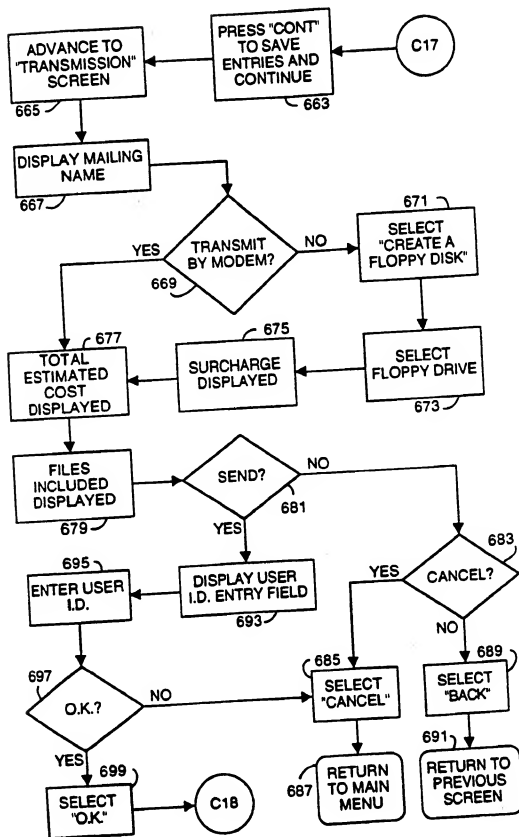 ADVANCE TO
"TRANSMISSION"
SCREEN
665
PRESS "CONT"
TO SAVE
ENTRIES AND
CONTINUE
663
C17
DISPLAY MAILING
NAME
667
TRANSMIT
BY MODEM?
669
YES
NO
671
SELECT
"CREATE A
FLOPPY DISK"
677
TOTAL
ESTIMATED
COST
DISPLAYED
675
SURCHARGE
DISPLAYED
SELECT
FLOPPY DRIVE
673
FILES
INCLUDED
DISPLAYED
679
SEND?
681
NO
YES
683
CANCEL?
YES
NO
695
ENTER USER
I.D.
DISPLAY USER
I.D. ENTRY FIELD
693
697
O.K.?
NO
YES
685
SELECT
"CANCEL"
689
SELECT
"BACK"
699
SELECT
"O.K."
C18
687
RETURN
TO MAIN
MENU
691
RETURN TO
PREVIOUS
SCREEN